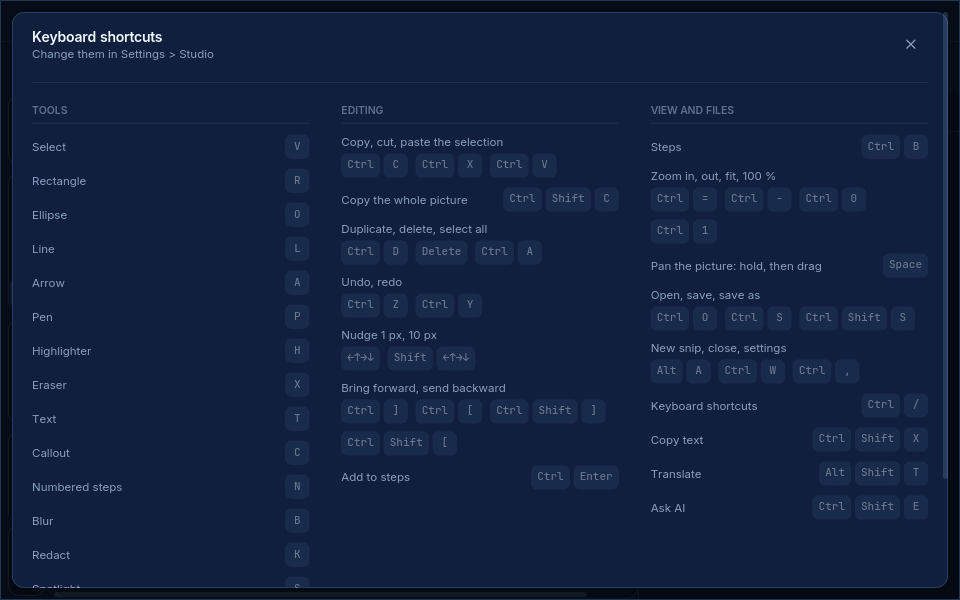 Keyboard shortcuts
Change them in Settings > Studio
TOOLS
Select V
Rectangle R
Ellipse O
Line L
Arrow A
Pen P
Highlighter H
Eraser X
Text T
Callout C
Numbered steps N
Blur B
Redact K
Spotlight S
EDITING
Copy, cut, paste the selection
Ctrl C Ctrl X Ctrl V
Copy the whole picture Ctrl Shift C
Duplicate, delete, select all
Ctrl D Delete Ctrl A
Undo, redo
Ctrl Z Ctrl Y
Nudge 1 px, 10 px
←↑→↓ Shift ←↑→↓
Bring forward, send backward
Ctrl ] Ctrl [ Ctrl Shift ]
Ctrl Shift [
Add to steps Ctrl Enter
VIEW AND FILES
Steps Ctrl B
Zoom in, out, fit, 100 %
Ctrl = Ctrl - Ctrl 0
Ctrl 1
Pan the picture: hold, then drag Space
Open, save, save as
Ctrl O Ctrl S Ctrl Shift S
New snip, close, settings
Alt A Ctrl W Ctrl ,
Keyboard shortcuts Ctrl /
Copy text Ctrl Shift X
Translate Alt Shift T
Ask AI Ctrl Shift E